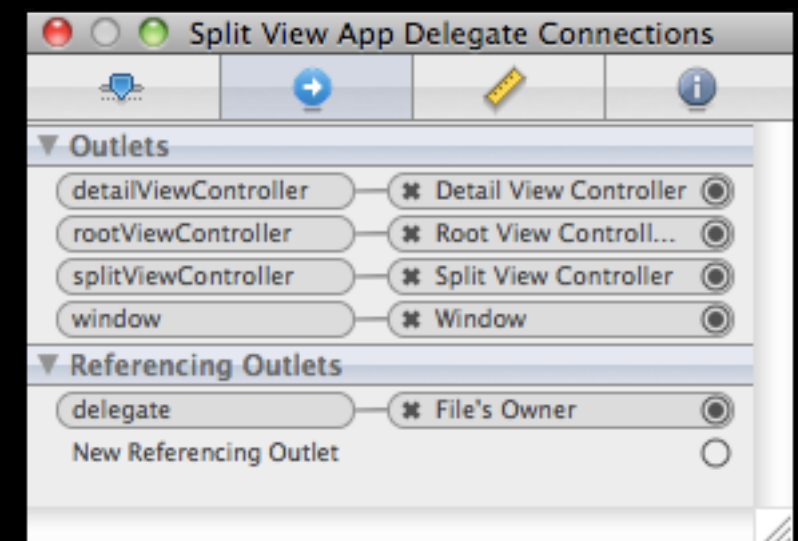 Split View App Delegate Connections
Outlets
detailViewController Detail View Controller
rootViewController Root View Controll...
splitViewController Split View Controller
window Window
Referencing Outlets
delegate File's Owner
New Referencing Outlet